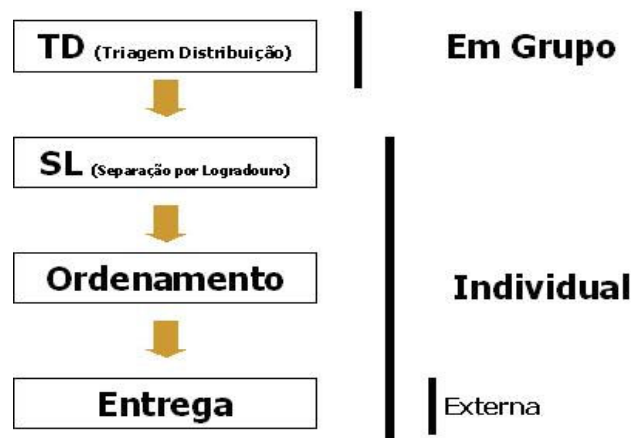 TD (Triagem Distribuição)
Em Grupo
SL (Separação por Logradouro)
Ordenamento
Individual
Entrega
Externa